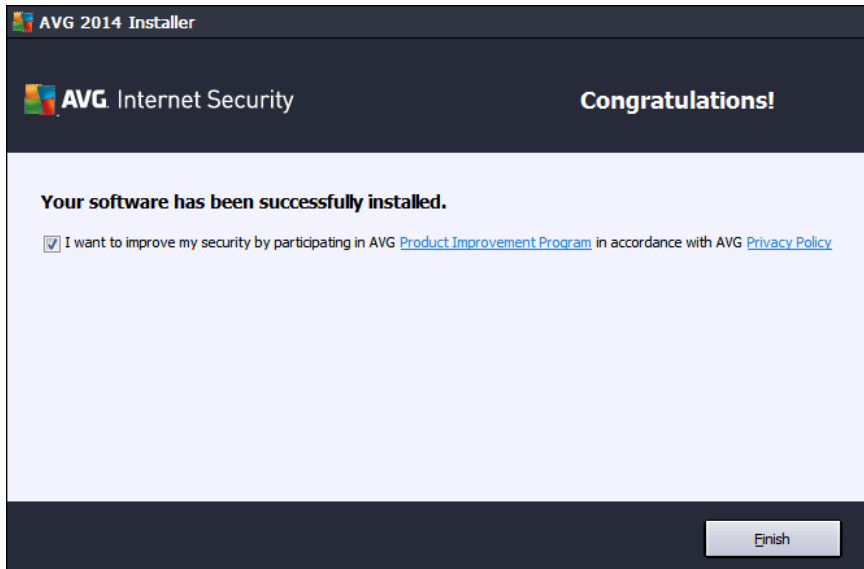 AVG 2014 Installer
AVG. Internet Security
Congratulations!
Your software has been successfully installed.
I want to improve my security by participating in AVG Product Improvement Program in accordance with AVG Privacy Policy
Finish